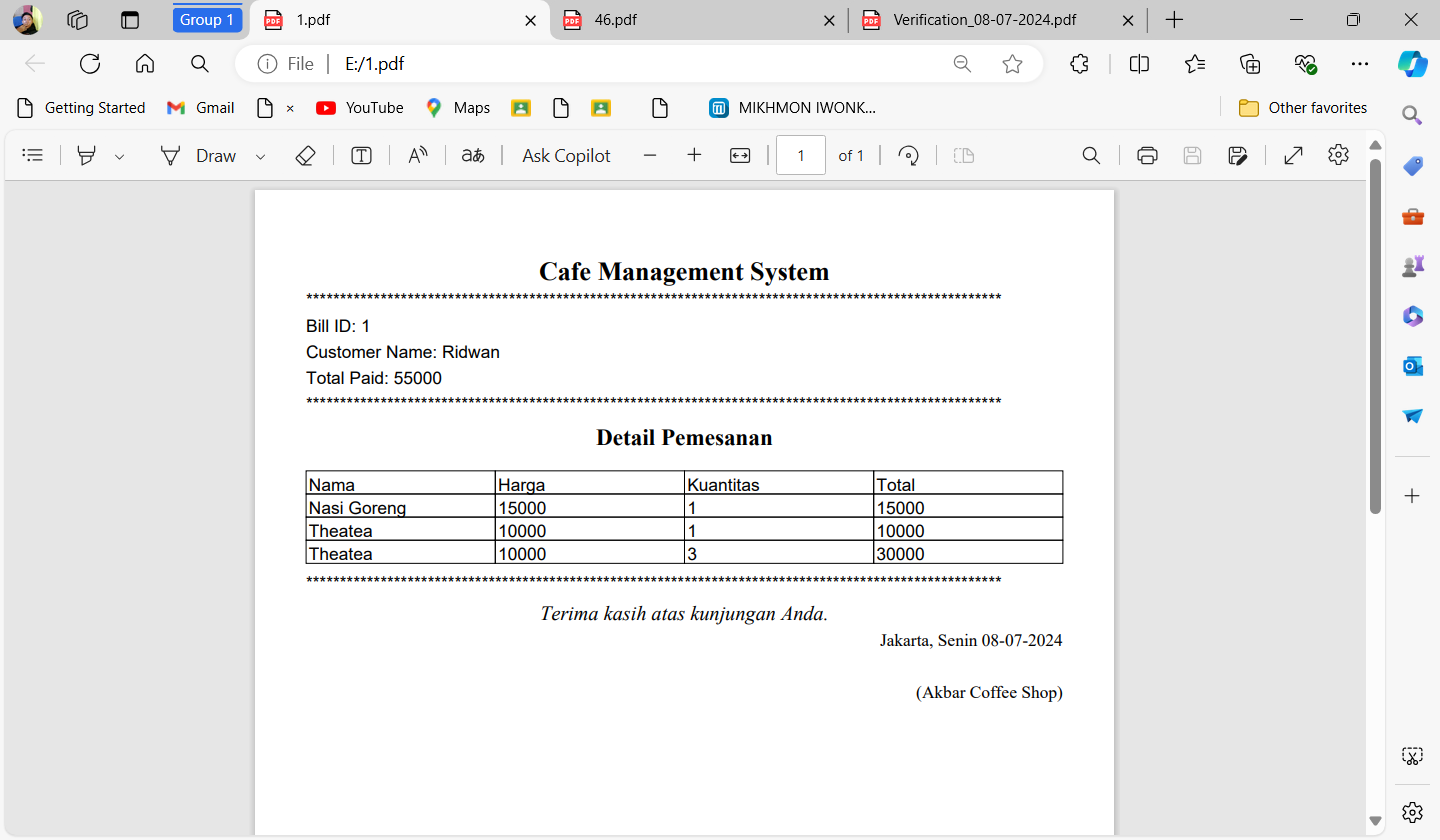 Group 1
1.pdf
46.pdf
Verification_08-07-2024.pdf
File
E:/1.pdf
Getting Started
Gmail
YouTube
Maps
MIKHMON IWONK...
Other favorites
Draw
Ask Copilot
1 of 1
Cafe Management System
*******************************************************************************************************
Bill ID: 1
Customer Name: Ridwan
Total Paid: 55000
*******************************************************************************************************
Detail Pemesanan
Nama Harga Kuantitas Total
Nasi Goreng 15000 1 15000
Theatea 10000 1 10000
Theatea 10000 3 30000
*******************************************************************************************************
Terima kasih atas kunjungan Anda.
Jakarta, Senin 08-07-2024
(Akbar Coffee Shop)